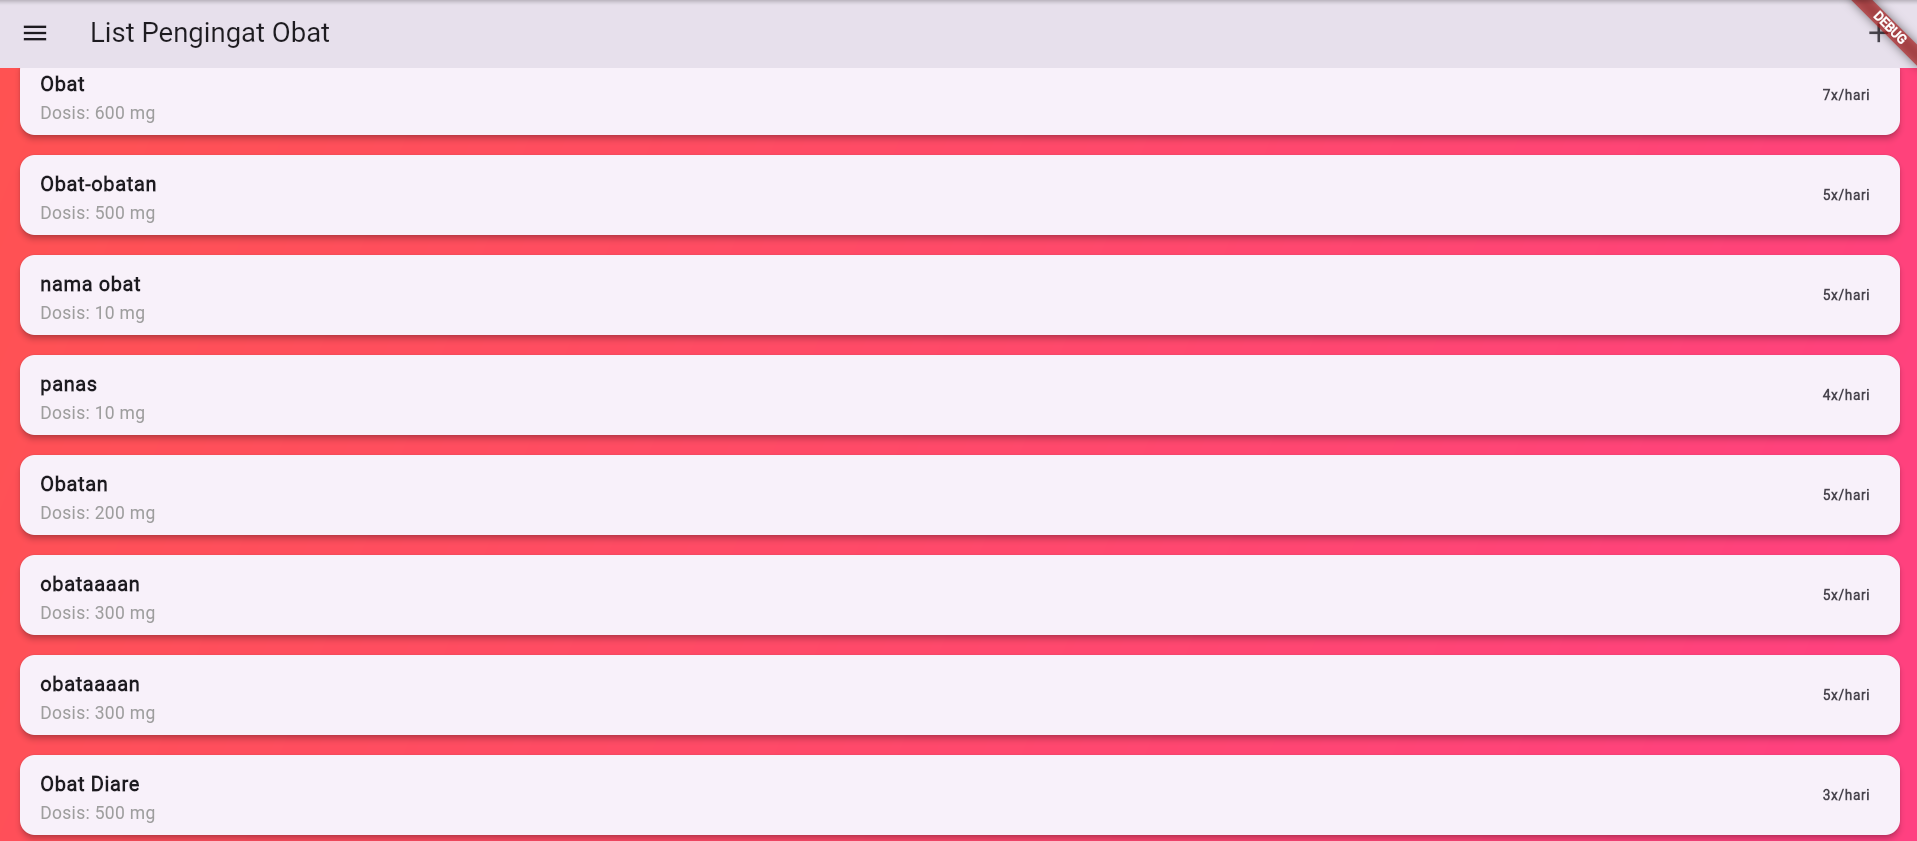 List Pengingat Obat
DEBUG
Obat
Dosis: 600 mg
7x/hari
Obat-obatan
Dosis: 500 mg
5x/hari
nama obat
Dosis: 10 mg
5x/hari
panas
Dosis: 10 mg
4x/hari
Obatan
Dosis: 200 mg
5x/hari
obataaaan
Dosis: 300 mg
5x/hari
obataaaan
Dosis: 300 mg
5x/hari
Obat Diare
Dosis: 500 mg
3x/hari